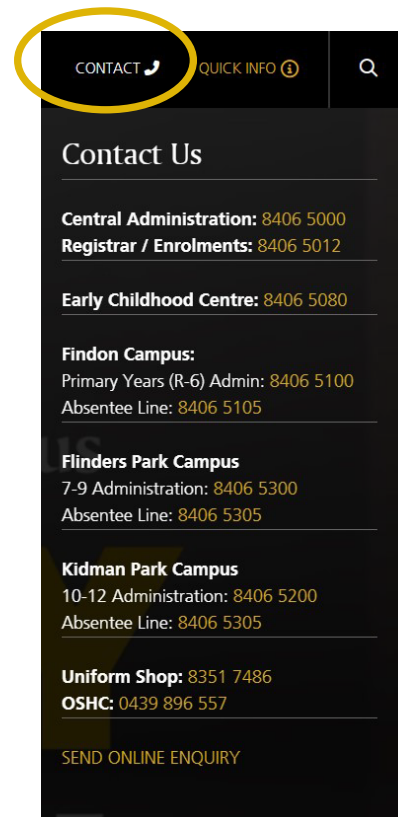 CONTACT QUICK INFO
Contact Us
Central Administration: 8406 5000
Registrar / Enrolments: 8406 5012
Early Childhood Centre: 8406 5080
Findon Campus:
Primary Years (R-6) Admin: 8406 5100
Absentee Line: 8406 5105
Flinders Park Campus
7-9 Administration: 8406 5300
Absentee Line: 8406 5305
Kidman Park Campus
10-12 Administration: 8406 5200
Absentee Line: 8406 5305
Uniform Shop: 8351 7486
OSHC: 0439 896 557
SEND ONLINE ENQUIRY